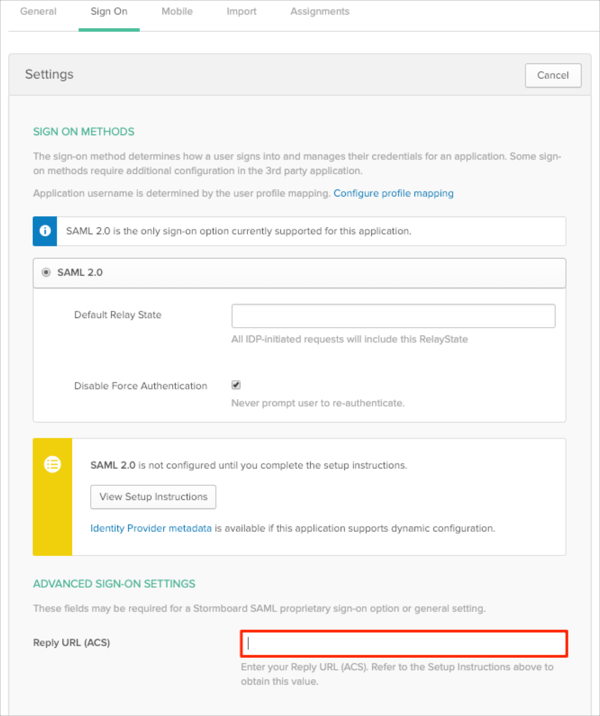 General Sign On Mobile Import Assignments
Settings Cancel
SIGN ON METHODS
The sign-on method determines how a user signs into and manages their credentials for an application. Some sign-
on methods require additional configuration in the 3rd party application.
Application username is determined by the user profile mapping. Configure profile mapping
SAML 2.0 is the only sign-on option currently supported for this application.
SAML 2.0
Default Relay State
All IDP-initiated requests will include this RelayState
Disable Force Authentication
Never prompt user to re-authenticate.
SAML 2.0 is not configured until you complete the setup instructions.
View Setup Instructions
Identity Provider metadata is available if this application supports dynamic configuration.
ADVANCED SIGN-ON SETTINGS
These fields may be required for a Stormboard SAML proprietary sign-on option or general setting.
Reply URL (ACS)
Enter your Reply URL (ACS). Refer to the Setup Instructions above to
obtain this value.